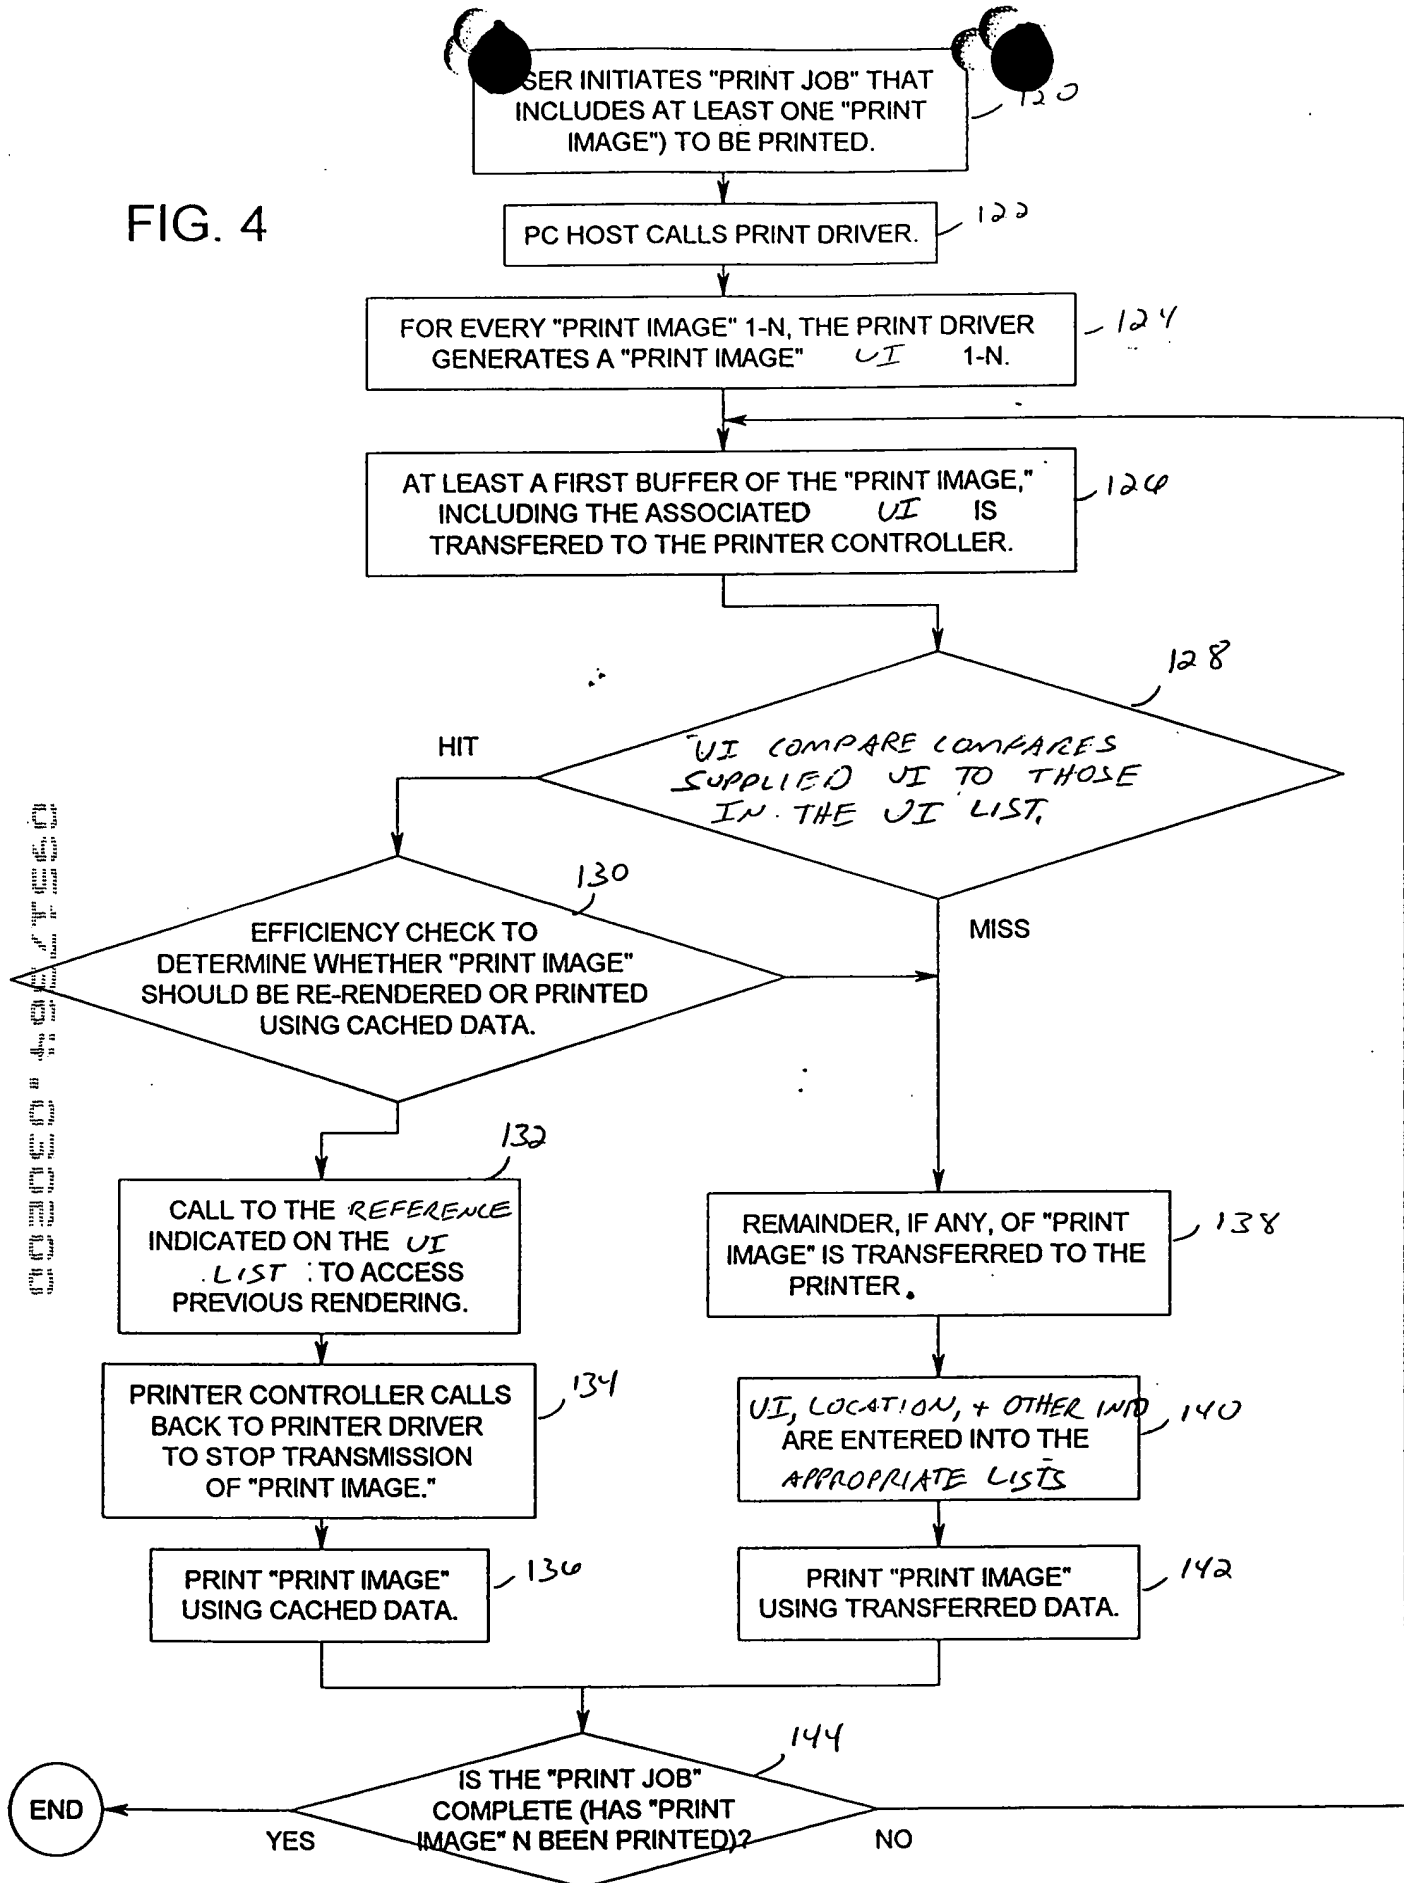 SER INITIATES "PRINT JOB" THAT
INCLUDES AT LEAST ONE "PRINT
IMAGE") TO BE PRINTED.
120
FIG. 4
PC HOST CALLS PRINT DRIVER.
122
FOR EVERY "PRINT IMAGE" 1-N, THE PRINT DRIVER
GENERATES A "PRINT IMAGE" UI 1-N.
124
AT LEAST A FIRST BUFFER OF THE "PRINT IMAGE,"
INCLUDING THE ASSOCIATED UI IS
TRANSFERED TO THE PRINTER CONTROLLER.
126
128
HIT
UI COMPARE COMPARES
SUPPLIED UI TO THOSE
IN THE UI LIST.
130
MISS
EFFICIENCY CHECK TO
DETERMINE WHETHER "PRINT IMAGE"
SHOULD BE RE-RENDERED OR PRINTED
USING CACHED DATA.
132
CALL TO THE REFERENCE
INDICATED ON THE UI
LIST TO ACCESS
PREVIOUS RENDERING.
REMAINDER, IF ANY, OF "PRINT
IMAGE" IS TRANSFERRED TO THE
PRINTER.
138
PRINTER CONTROLLER CALLS
BACK TO PRINTER DRIVER
TO STOP TRANSMISSION
OF "PRINT IMAGE."
134
UI, LOCATION, + OTHER INFO
ARE ENTERED INTO THE
APPROPRIATE LISTS
140
PRINT "PRINT IMAGE"
USING CACHED DATA.
136
PRINT "PRINT IMAGE"
USING TRANSFERRED DATA.
142
144
IS THE "PRINT JOB"
COMPLETE (HAS "PRINT
IMAGE" N BEEN PRINTED)?
END
YES
NO